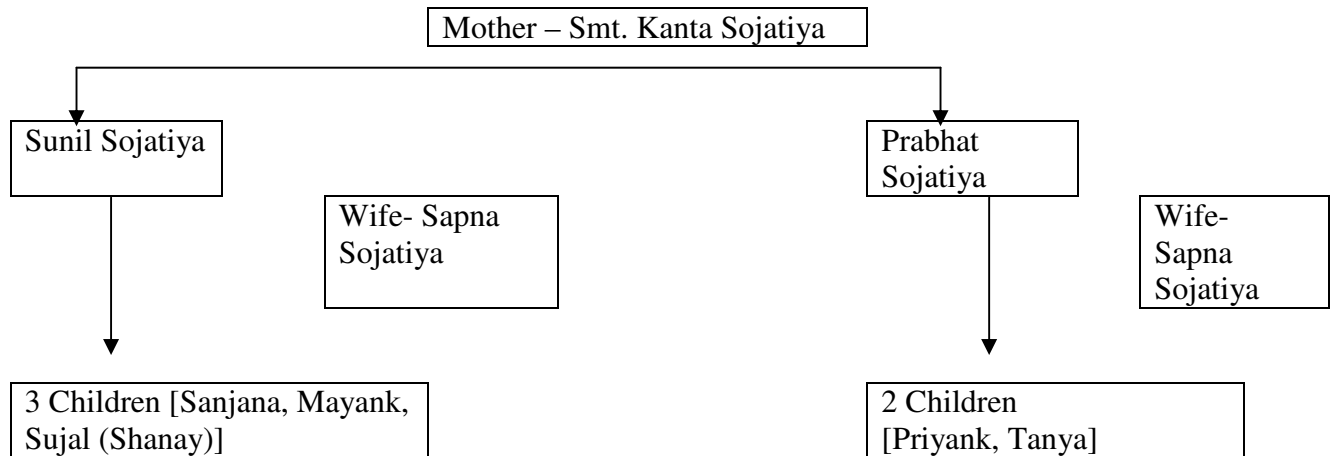 Mother – Smt. Kanta Sojatiya
Sunil Sojatiya
Prabhat
Sojatiya
Wife- Sapna
Sojatiya
Wife-
Sapna
Sojatiya
3 Children [Sanjana, Mayank,
Sujal (Shanay)]
2 Children
[Priyank, Tanya]